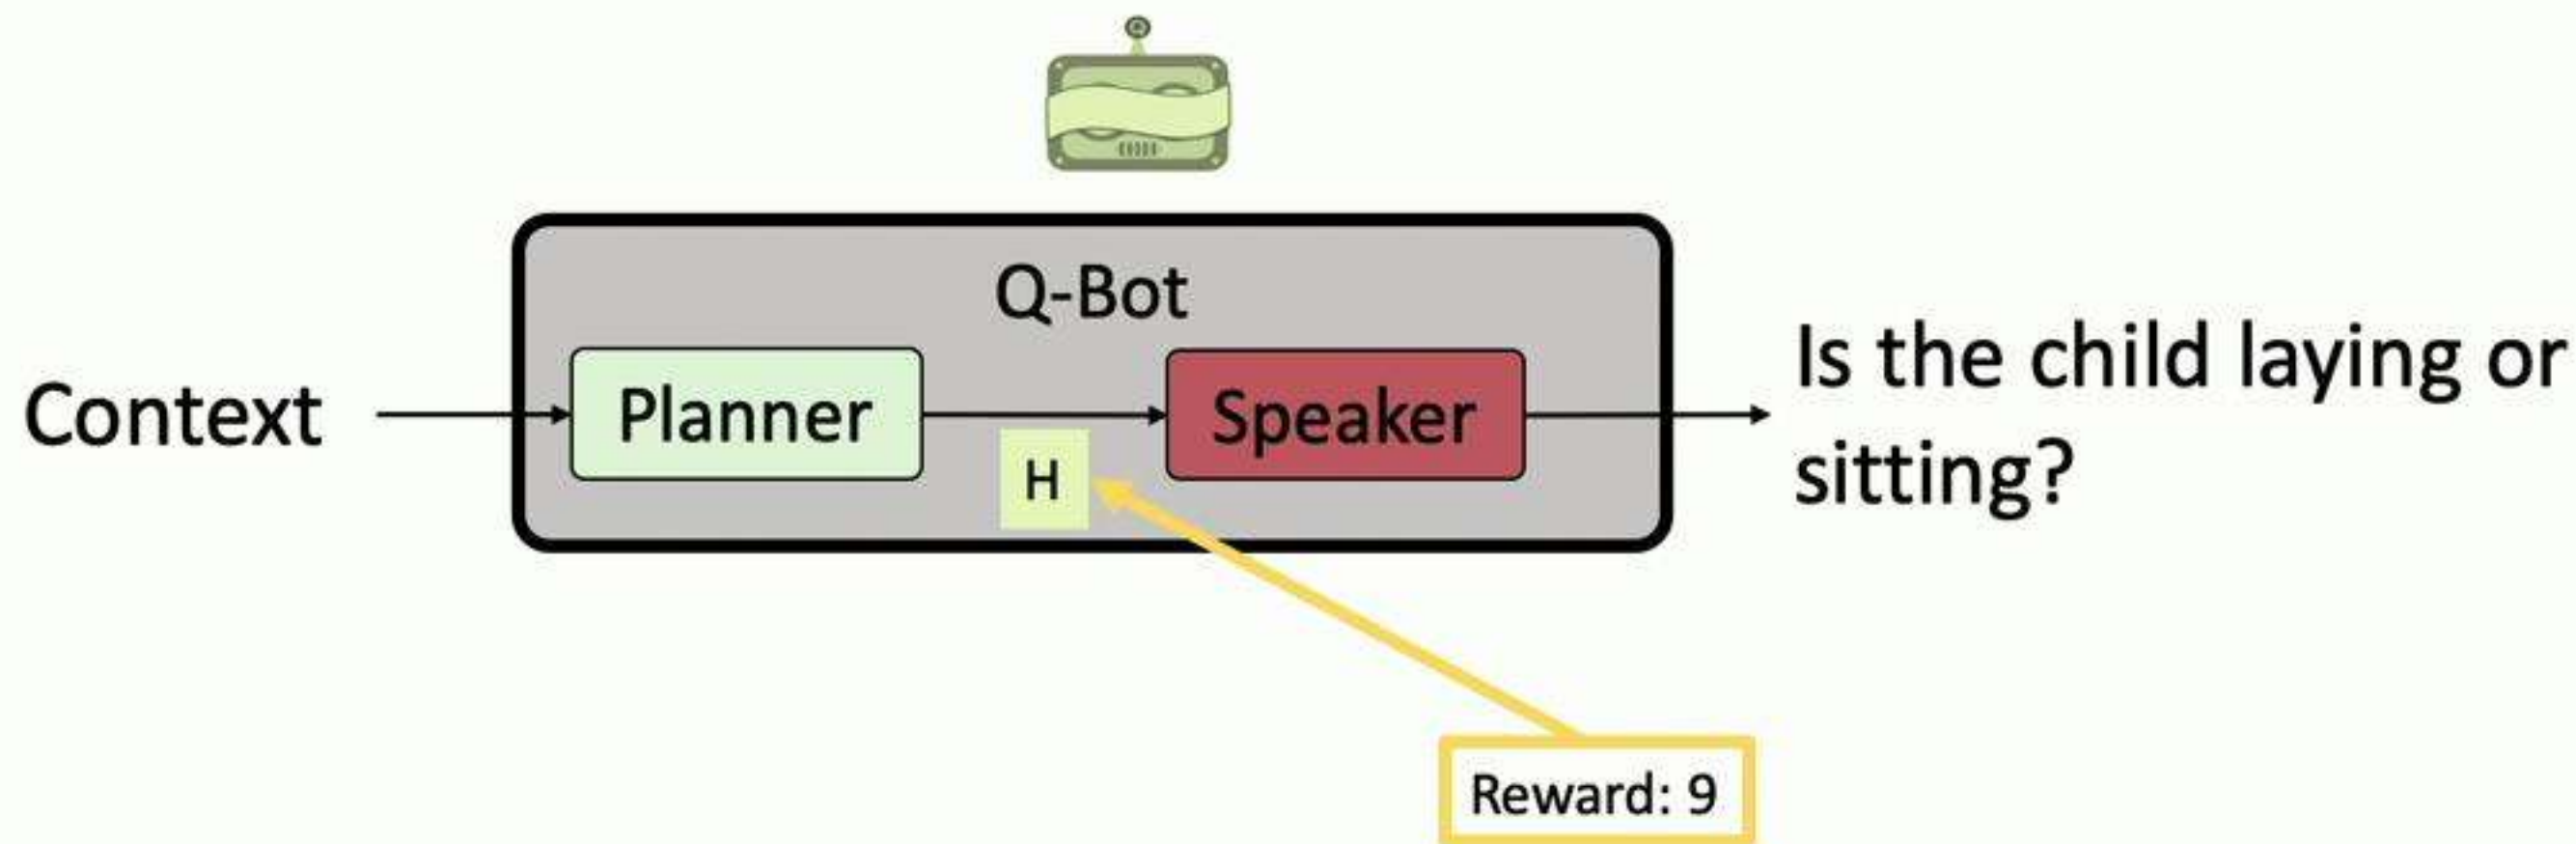 Q-Bot
Context
Planner
H
Speaker
Is the child laying or
sitting?
Reward: 9